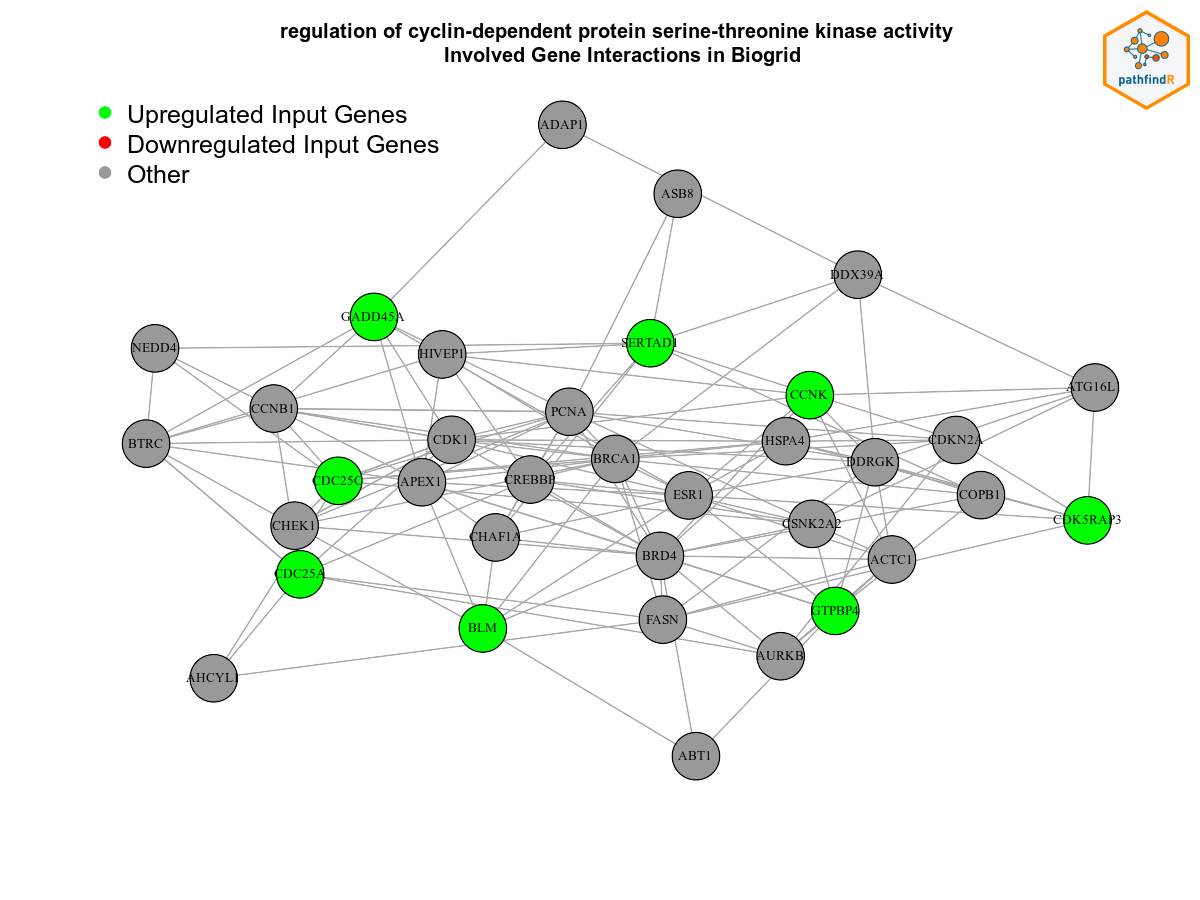 regulation of cyclin-dependent protein serine-threonine kinase activity
Involved Gene Interactions in Biogrid
pathfindR
Upregulated Input Genes
Downregulated Input Genes
Other
ADAP1
ASB8
DDX39A
GADD45A
NEDD4
HIVEP1
SERTAD1
CCNK
ATG16L1
CCNB1
PCNA
BTRC
CDK1
HSPA4
CDKN2A
BRCA1
DDRGK1
CDC25C
APEX1
CREBBP
ESR1
COPB1
CHEK1
CSNK2A2
CDK5RAP3
CHAF1A
BRD4
ACTC1
CDC25A
GTPBP4
FASN
BLM
AURKB
AHCYL1
ABT1